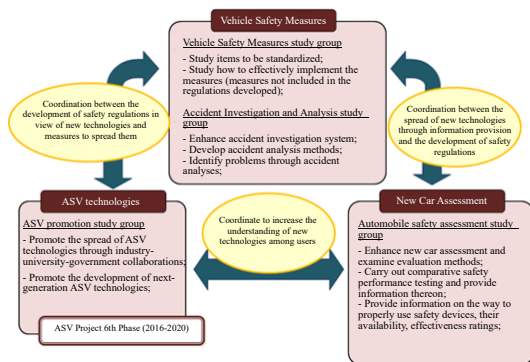 Vehicle Safety Measures
Vehicle Safety Measures study group
- Study items to be standardized;
- Study how to effectively implement the
measures (measures not included in the
regulations developed);
Accident Investigation and Analysis study
group
- Enhance accident investigation system;
- Develop accident analysis methods;
- Identify problems through accident
analyses;
Coordination between the
development of safety regulations in
view of new technologies and
measures to spread them
Coordination between the
spread of new technologies
through information provision
and the development of safety
regulations
ASV technologies
ASV promotion study group
- Promote the spread of ASV
technologies through industry-
university-government collaborations;
- Promote the development of next-
generation ASV technologies;
ASV Project 6th Phase (2016-2020)
Coordinate to increase the
understanding of new
technologies among users
New Car Assessment
Automobile safety assessment study
group
- Enhance new car assessment and
examine evaluation methods;
- Carry out comparative safety
performance testing and provide
information thereon;
- Provide information on the way to
properly use safety devices, their
availability, effectiveness ratings;